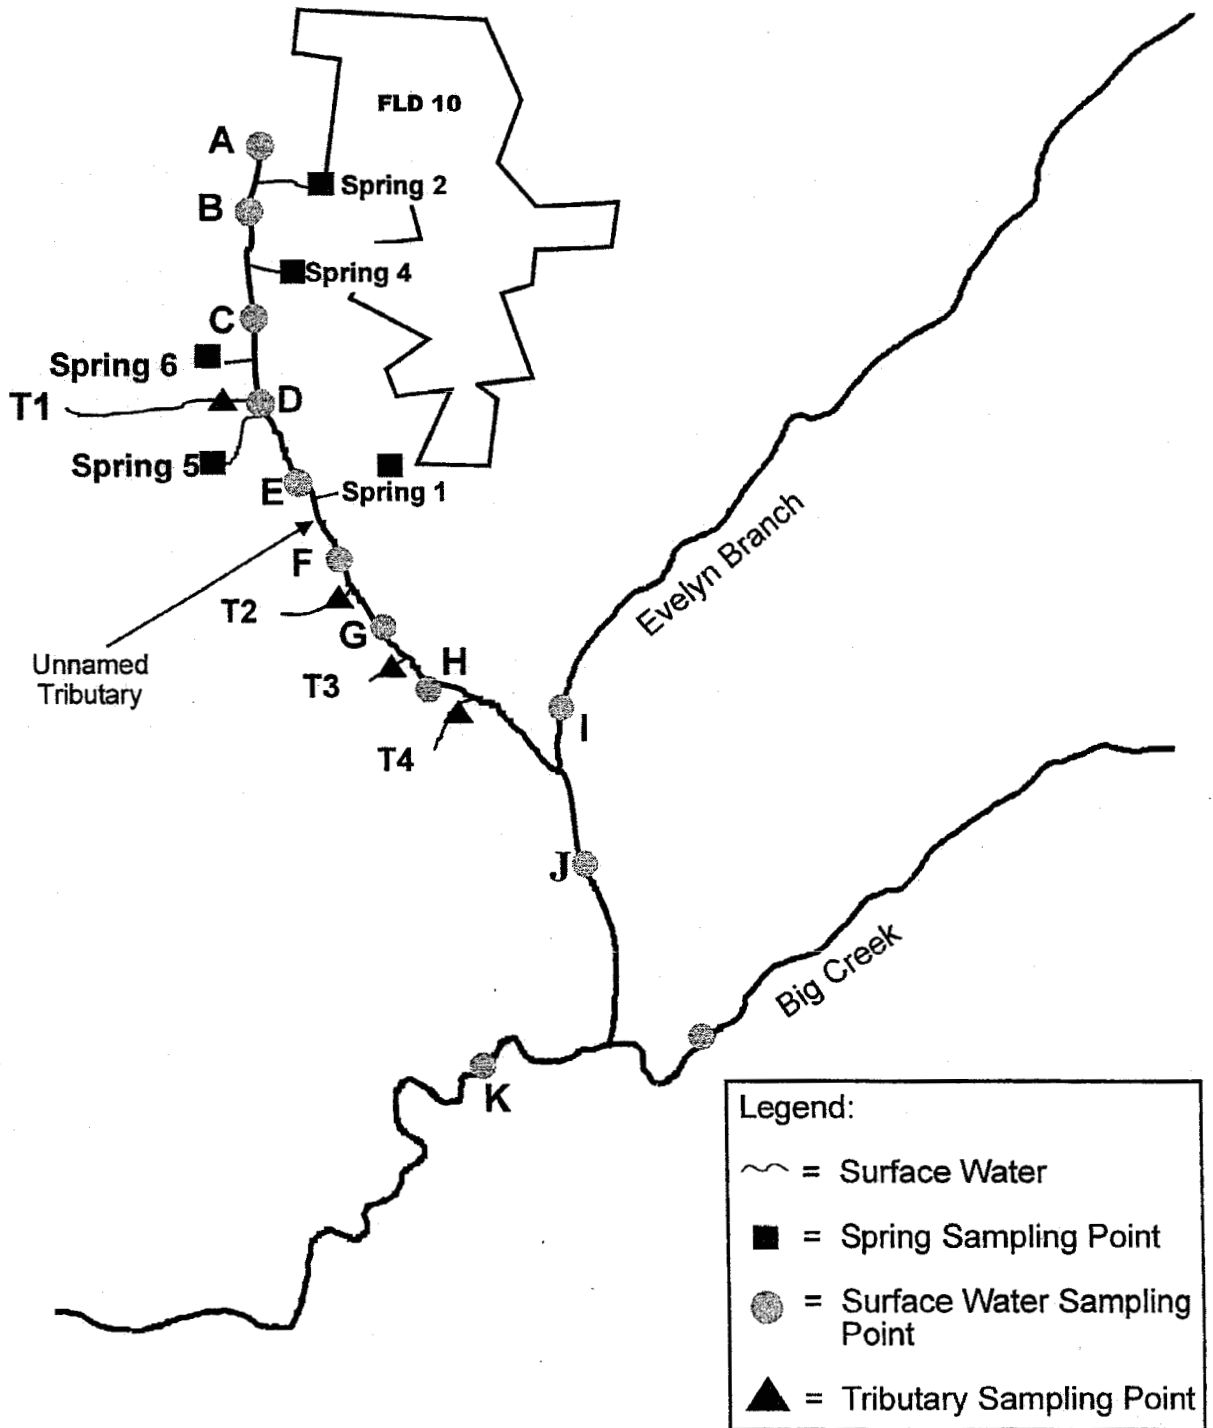 FLD 10
A
Spring 2
B
Spring 4
C
Spring 6
T1
D
Spring 5
E
Spring 1
F
T2
G
Unnamed
Tributary
H
T3
I
T4
Evelyn Branch
J
Big Creek
K
Legend:
= Surface Water
= Spring Sampling Point
= Surface Water Sampling
Point
= Tributary Sampling Point